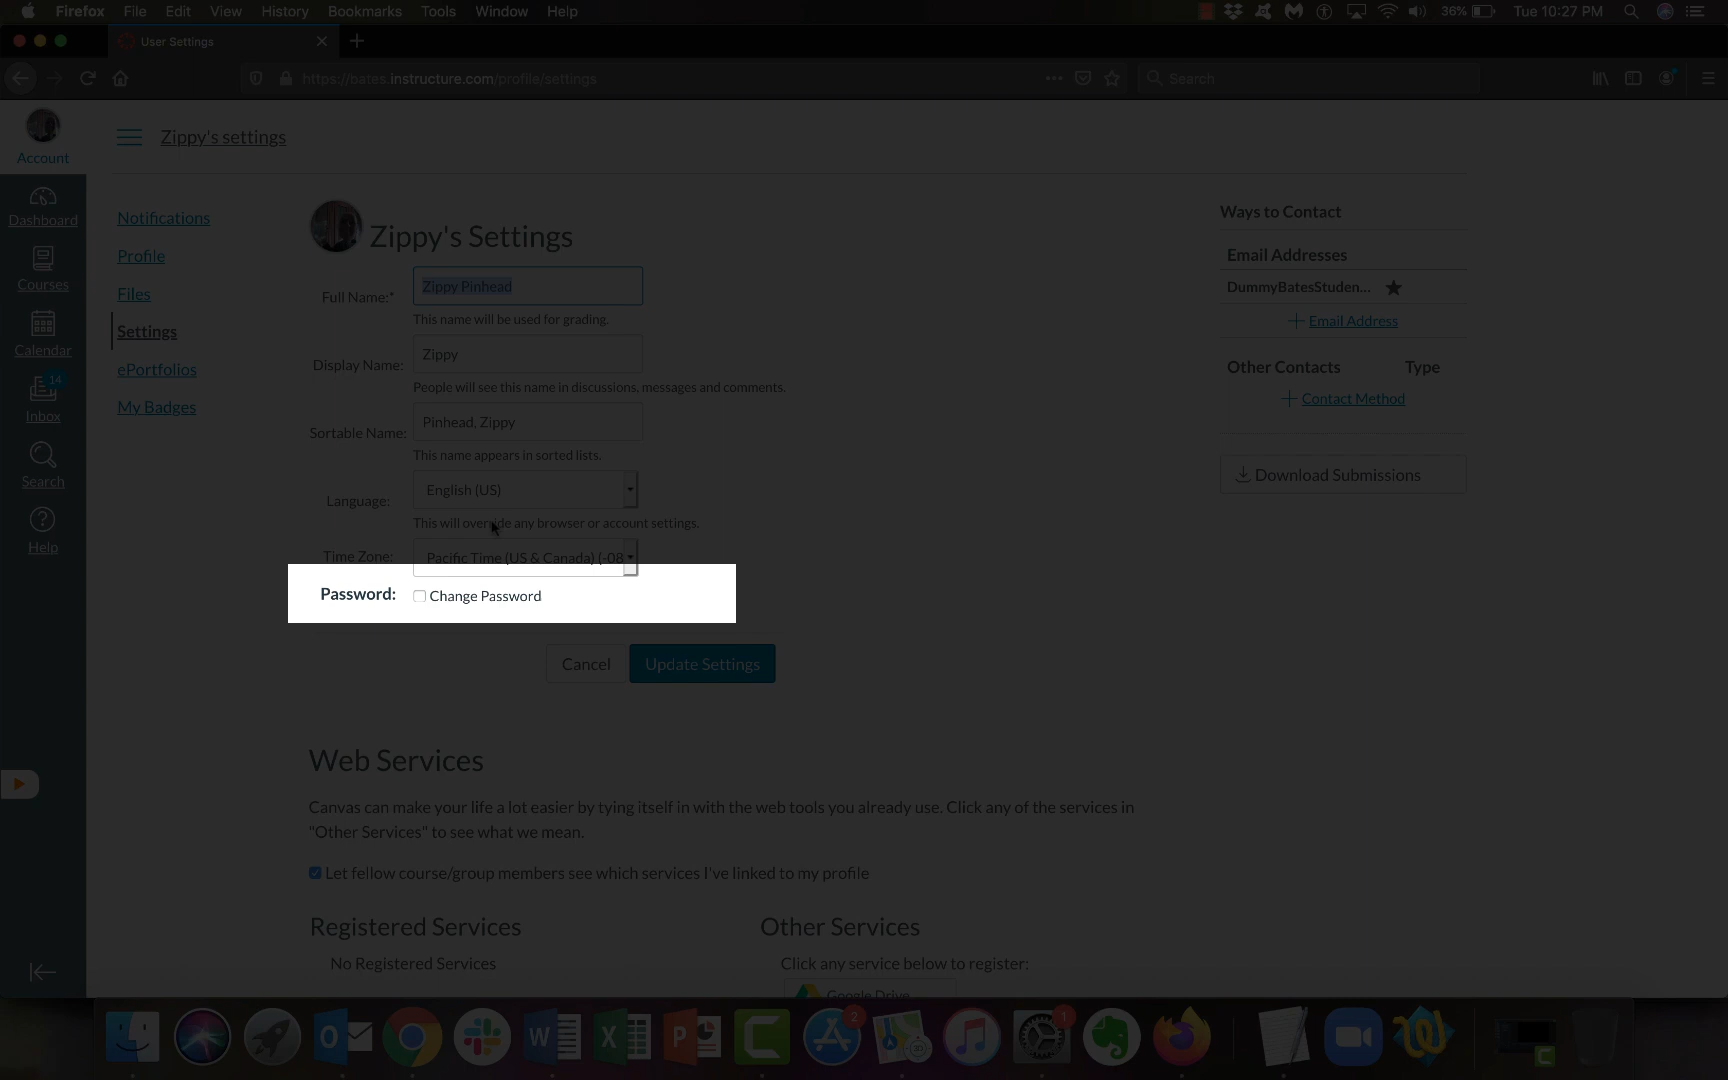 Firefox File Edit View History Bookmarks Tools Window Help 36% Tue 10:27 PM
User Settings
https://bates.instructure.com/profile/settings Search
Account
Zippy's settings
Dashboard
Courses
Calendar
14
Inbox
Search
Help
Notifications
Profile
Files
Settings
ePortfolios
My Badges
Zippy's Settings
Full Name:* Zippy Pinhead
This name will be used for grading.
Display Name: Zippy
People will see this name in discussions, messages and comments.
Sortable Name: Pinhead, Zippy
This name appears in sorted lists.
Language: English (US)
This will override any browser or account settings.
Time Zone: Pacific Time (US & Canada) (-08
Password: Change Password
Cancel Update Settings
Ways to Contact
Email Addresses
DummyBatesStuden...
Email Address
Other Contacts Type
Contact Method
Download Submissions
Web Services
Canvas can make your life a lot easier by tying itself in with the web tools you already use. Click any of the services in
"Other Services" to see what we mean.
Let fellow course/group members see which services I've linked to my profile
Registered Services
No Registered Services
Other Services
Click any service below to register:
Google Drive
2
1